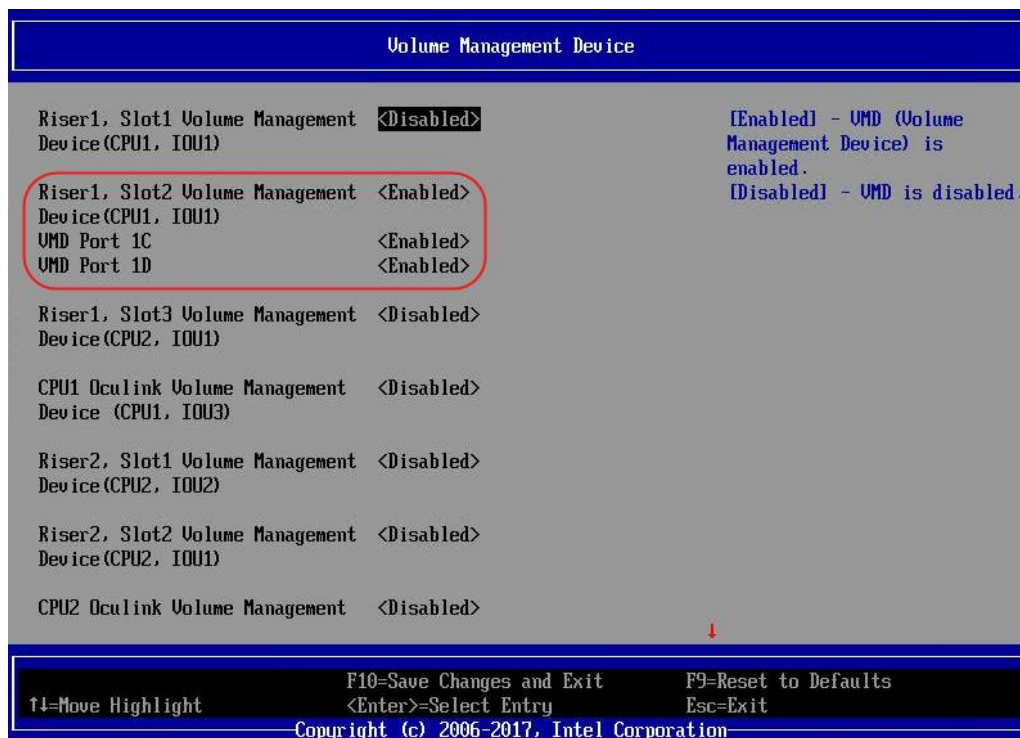 Volume Management Device
Riser1, Slot1 Volume Management <Disabled>
Device(CPU1, IOU1)
Riser1, Slot2 Volume Management <Enabled>
Device(CPU1, IOU1)
VMD Port 1C <Enabled>
VMD Port 1D <Enabled>
Riser1, Slot3 Volume Management <Disabled>
Device(CPU2, IOU1)
CPU1 Oculink Volume Management <Disabled>
Device (CPU1, IOU3)
Riser2, Slot1 Volume Management <Disabled>
Device(CPU2, IOU2)
Riser2, Slot2 Volume Management <Disabled>
Device(CPU2, IOU1)
CPU2 Oculink Volume Management <Disabled>
[Enabled] - VMD (Volume
Management Device) is
enabled.
[Disabled] - VMD is disabled.
↓
F10=Save Changes and Exit F9=Reset to Defaults
↑↓=Move Highlight <Enter>=Select Entry Esc=Exit
Copyright (c) 2006-2017, Intel Corporation